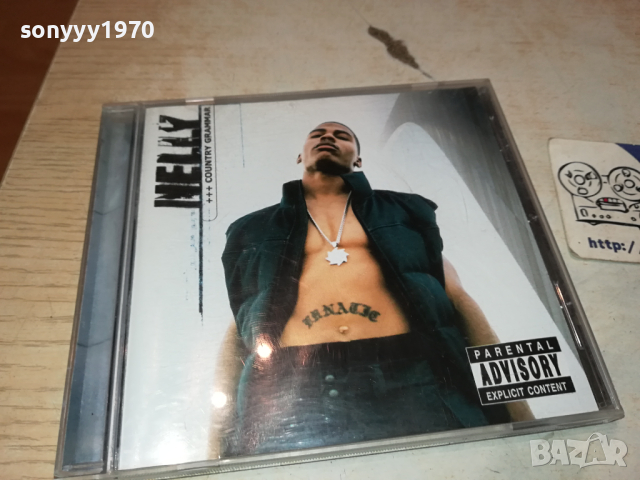 sonyyy1970
NELLY
+++ COUNTRY GRAMMAR
PARENTAL
ADVISORY
EXPLICIT CONTENT
http:/
BAZAR